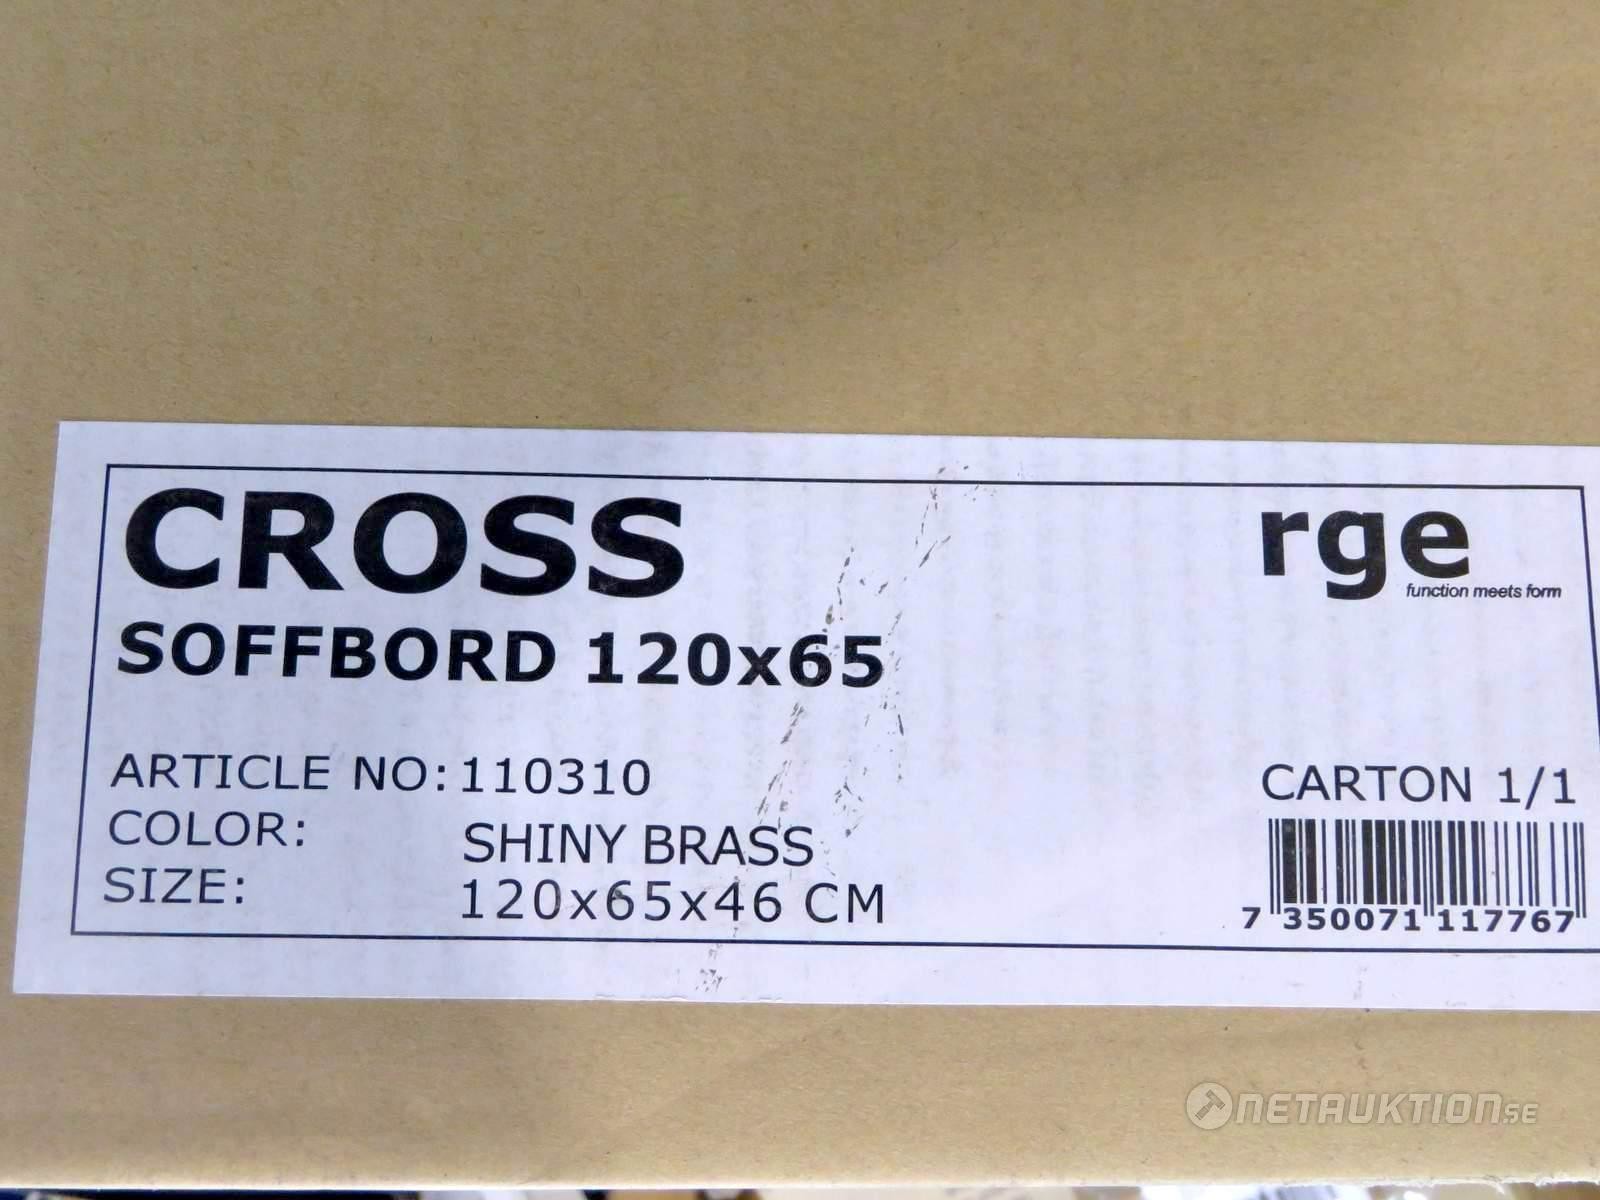 CROSS
rge
function meets form
SOFFBORD 120x65
ARTICLE NO: 110310
COLOR: SHINY BRASS
SIZE: 120x65x46 CM
CARTON 1/1
7 350071 117767
NETAUKTION.SE